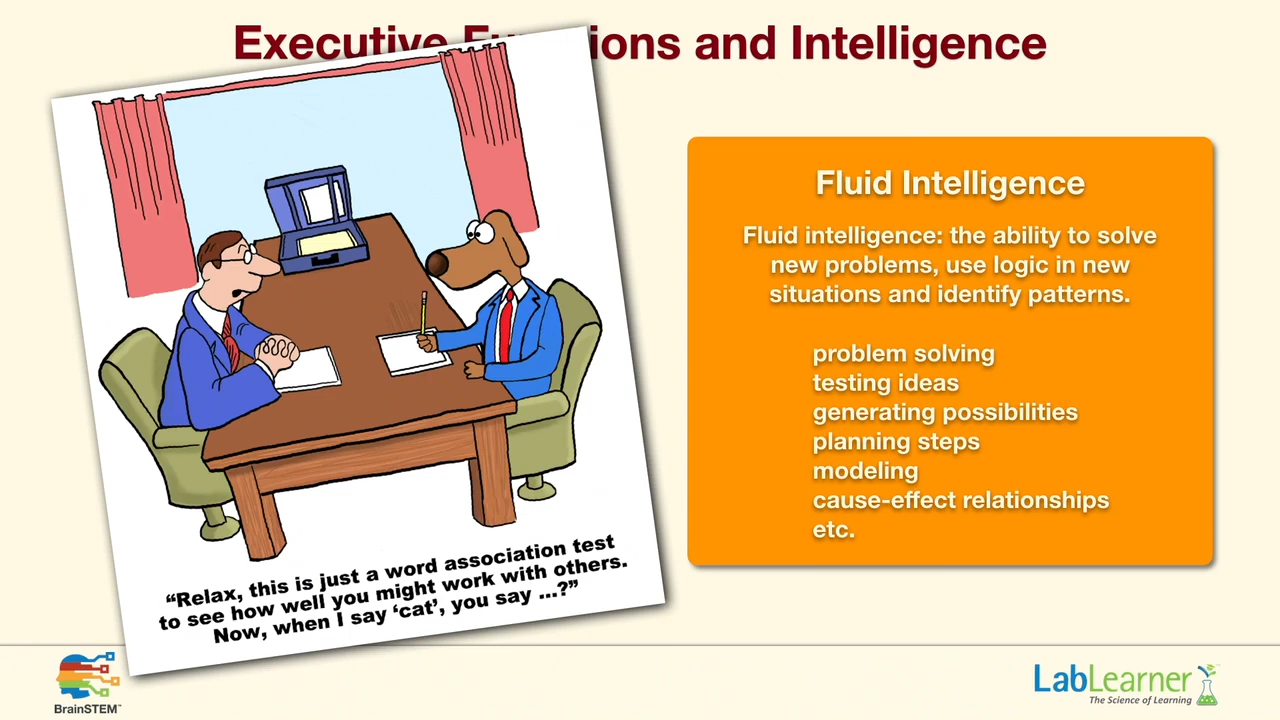 Executive Functions and Intelligence
Fluid Intelligence
Fluid intelligence: the ability to solve
new problems, use logic in new
situations and identify patterns.
problem solving
testing ideas
generating possibilities
planning steps
modeling
cause-effect relationships
etc.
“Relax, this is just a word association test
to see how well you might work with others.
Now, when I say ‘cat’, you say ...?”
BrainSTEM™
LabLearner™
The Science of Learning